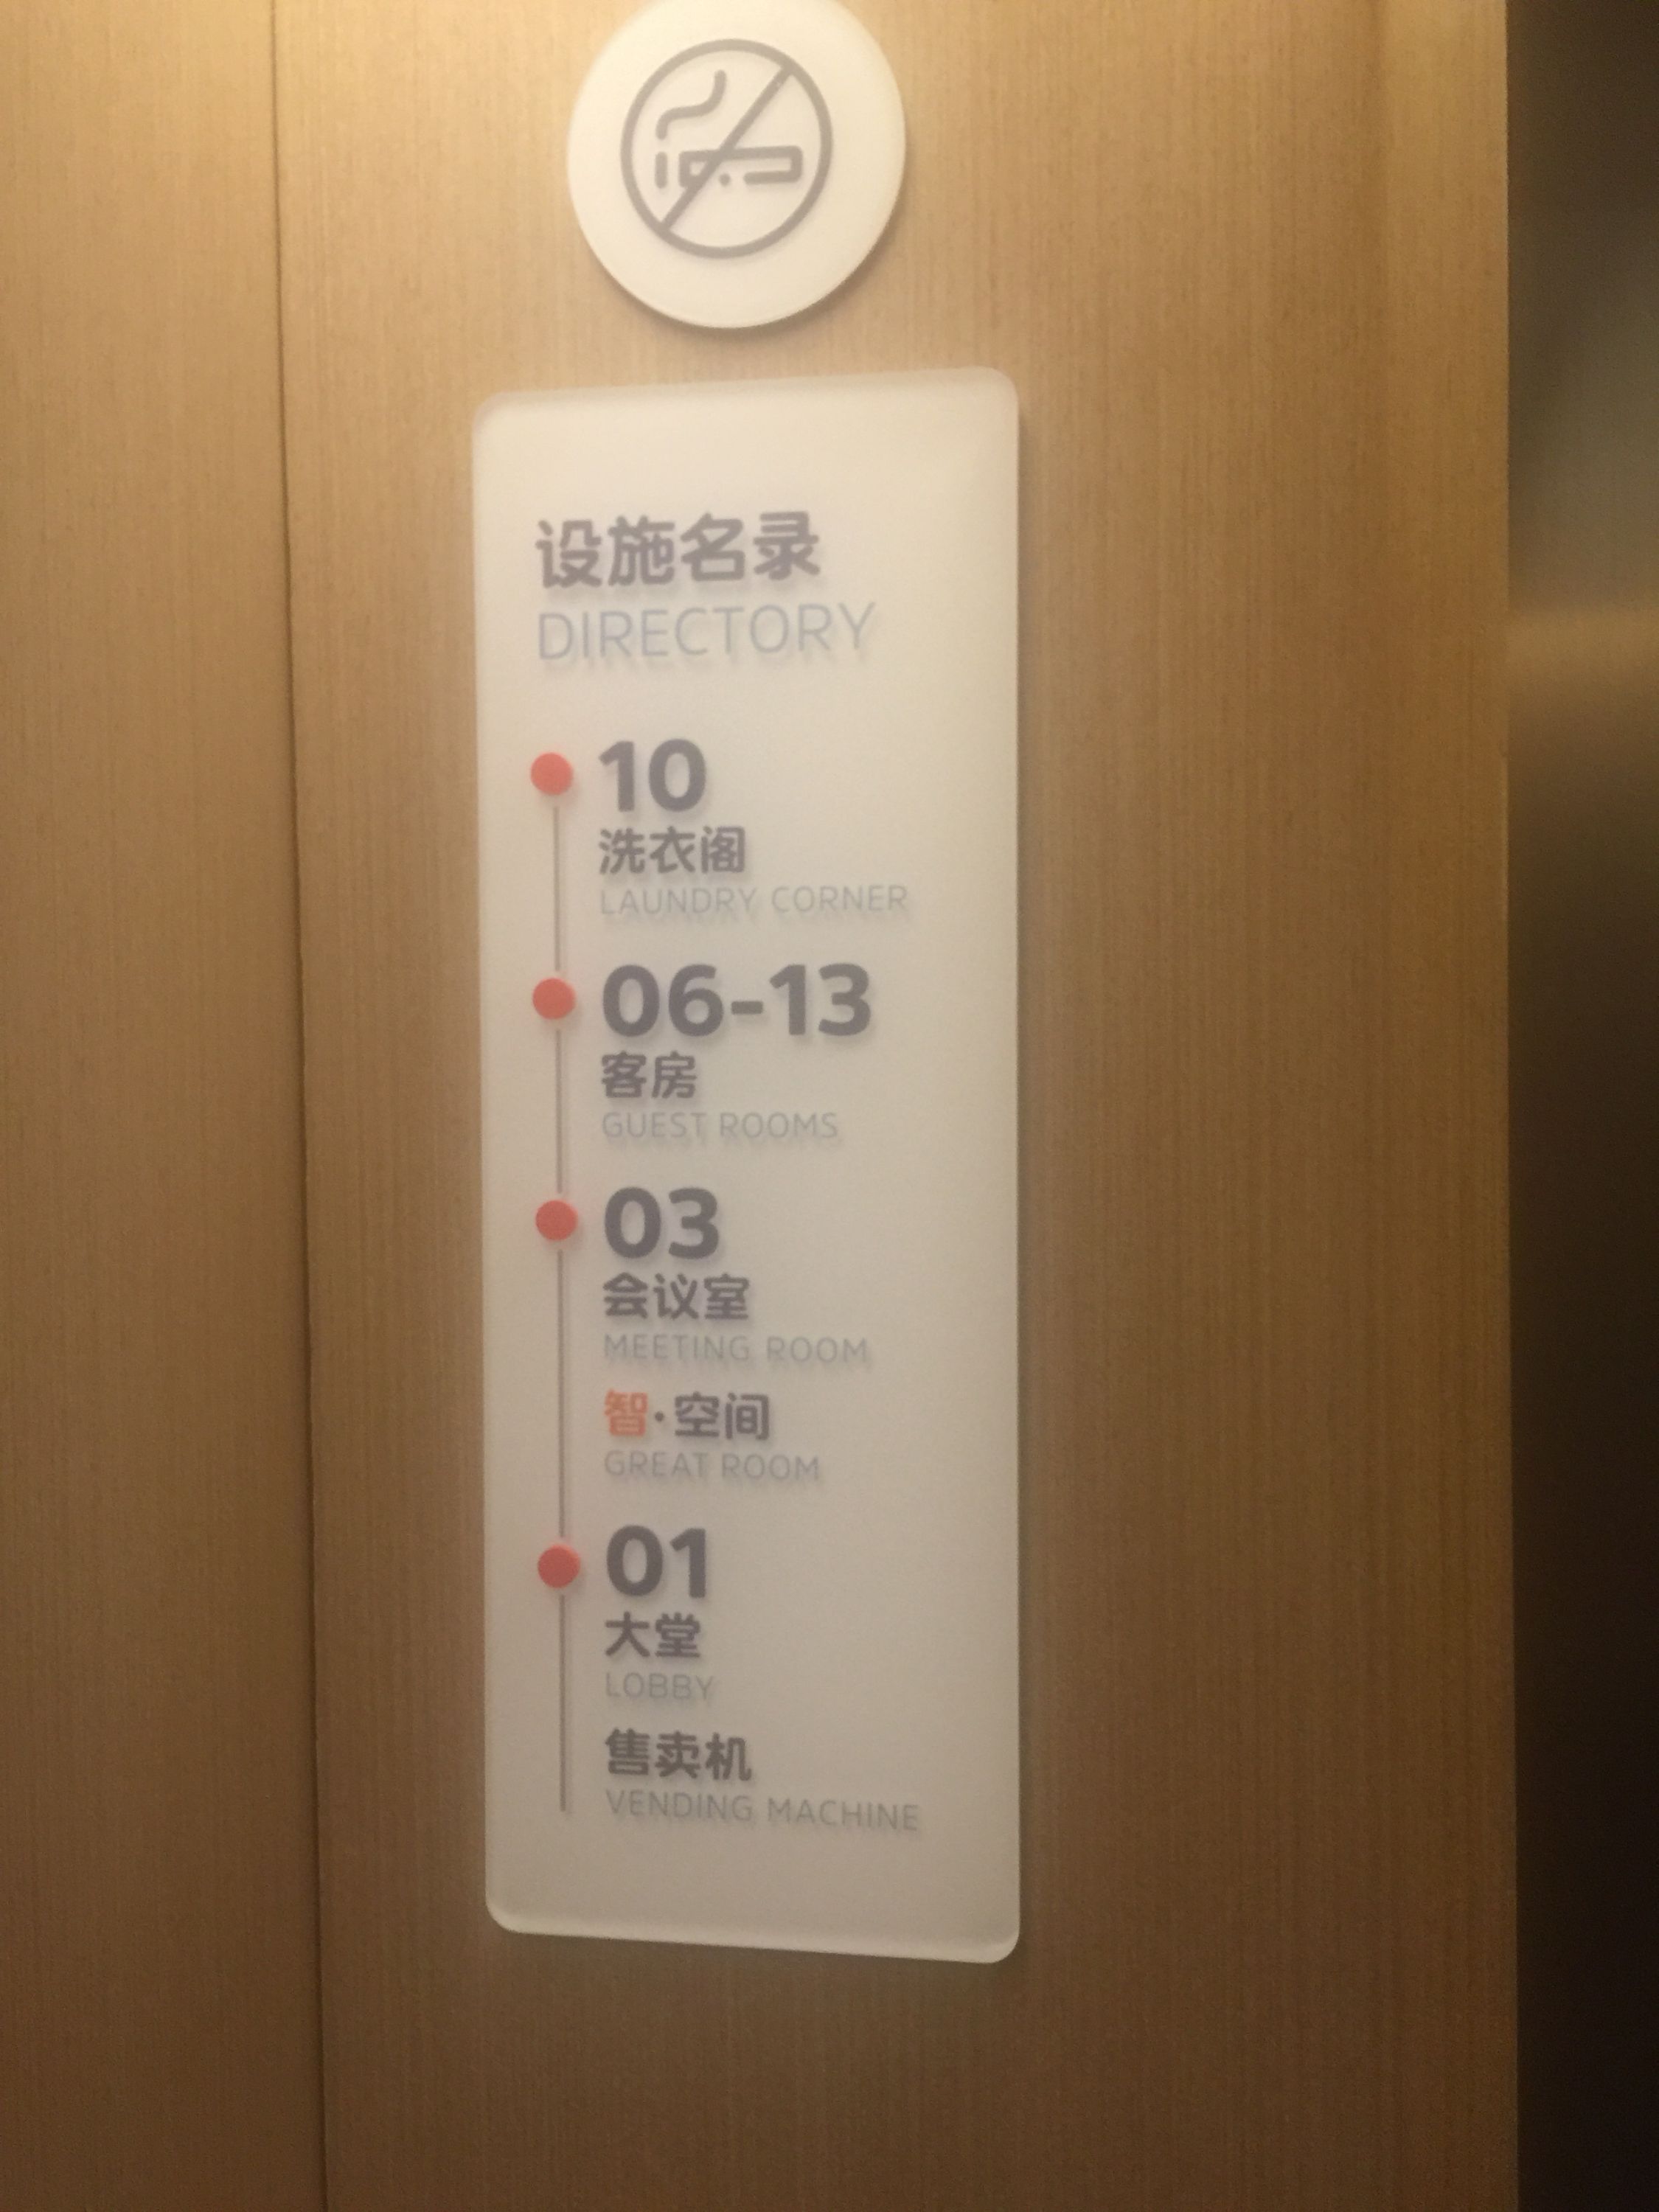 设施名录
DIRECTORY
10
洗衣阁
LAUNDRY CORNER
06-13
客房
GUEST ROOMS
03
会议室
MEETING ROOM
智·空间
GREAT ROOM
01
大堂
LOBBY
售卖机
VENDING MACHINE